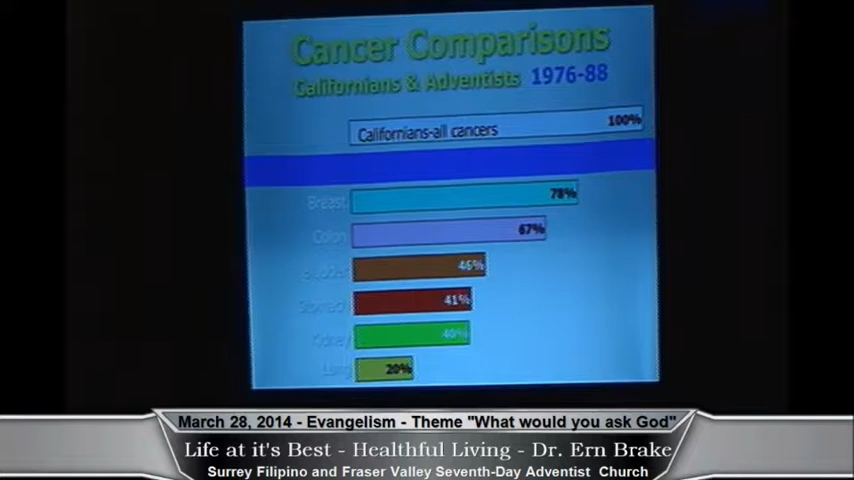 Cancer Comparisons
Californians & Adventists 1976-88
Californians-all cancers 100%
Breast 78%
Colon 67%
Bladder 46%
Stomach 41%
Kidney 40%
Lung 20%
March 28, 2014 - Evangelism - Theme "What would you ask God"
Life at it's Best - Healthful Living - Dr. Ern Brake
Surrey Filipino and Fraser Valley Seventh-Day Adventist Church